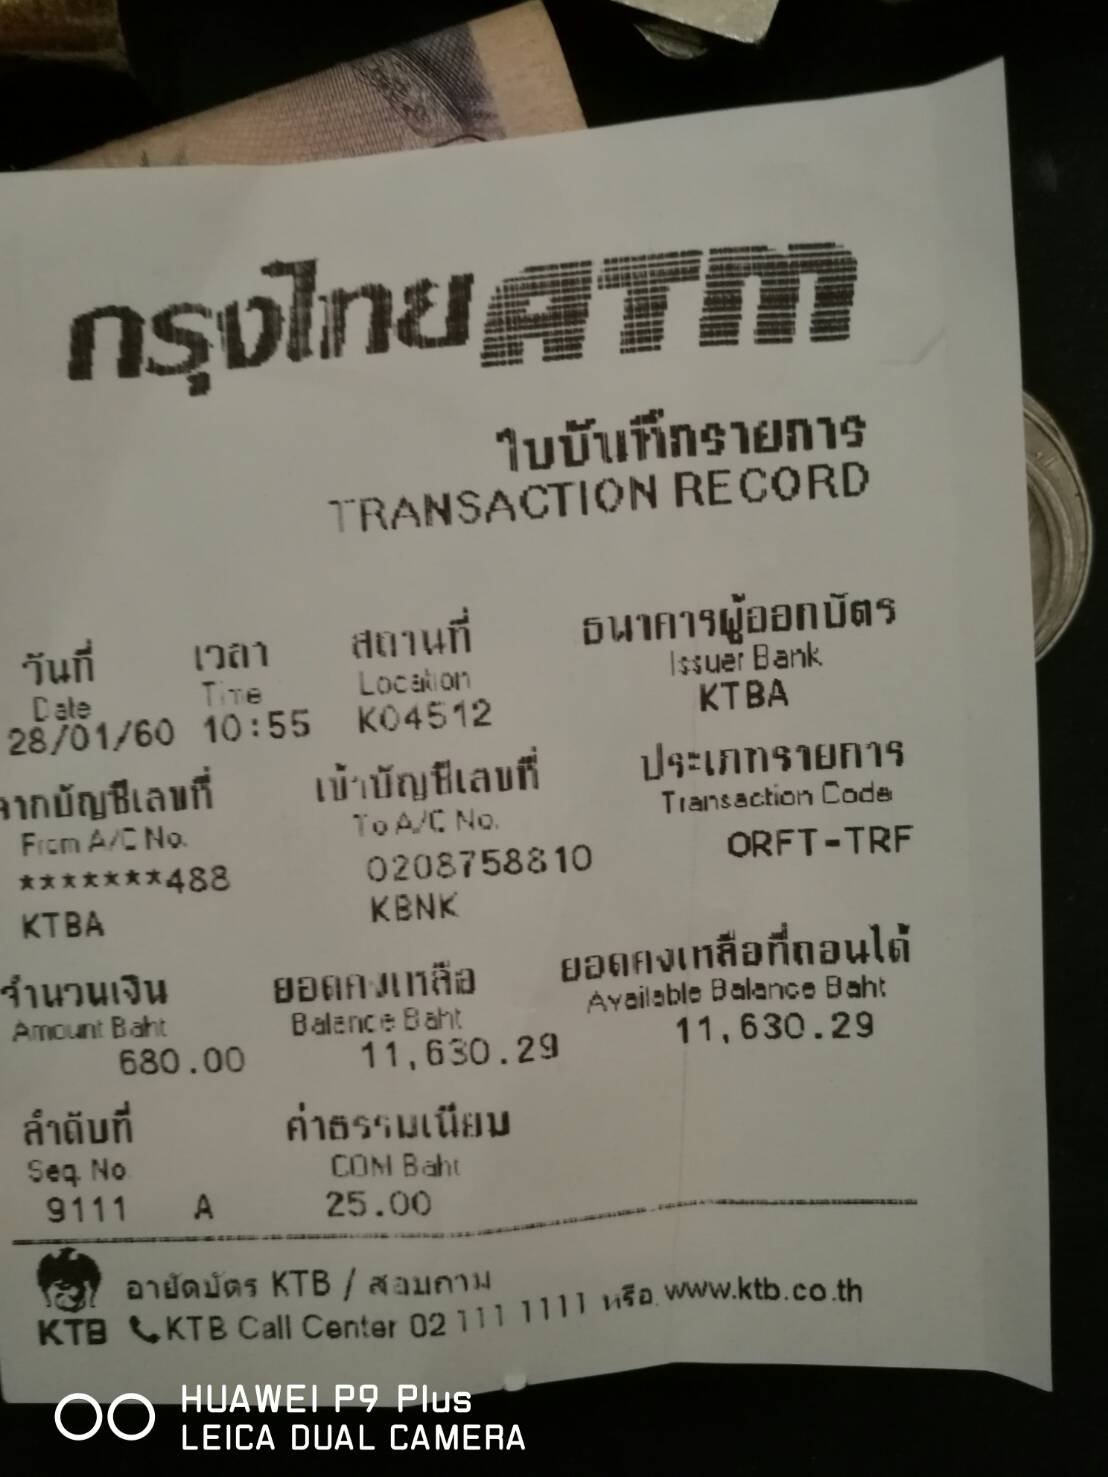 กรุงไทย ATM
ใบบันทึกรายการ
TRANSACTION RECORD
วันที่ เวลา สถานที่ ธนาคารผู้ออกบัตร
Date Time Location Issuer Bank
28/01/60 10:55 K04512 KTBA
จากบัญชีเลขที่ เข้าบัญชีเลขที่ ประเภทรายการ
From A/C No. To A/C No. Transaction Code
*******488 0208758810 ORFT-TRF
KTBA KBNK
จำนวนเงิน ยอดคงเหลือ ยอดคงเหลือที่ถอนได้
Amount Baht Balance Baht Available Balance Baht
680.00 11,630.29 11,630.29
ลำดับที่ ค่าธรรมเนียม
Seq. No. COM Baht
9111 A 25.00
อายัดบัตร KTB / สอบถาม
KTB KTB Call Center 02 111 1111 หรือ www.ktb.co.th
HUAWEI P9 Plus
LEICA DUAL CAMERA